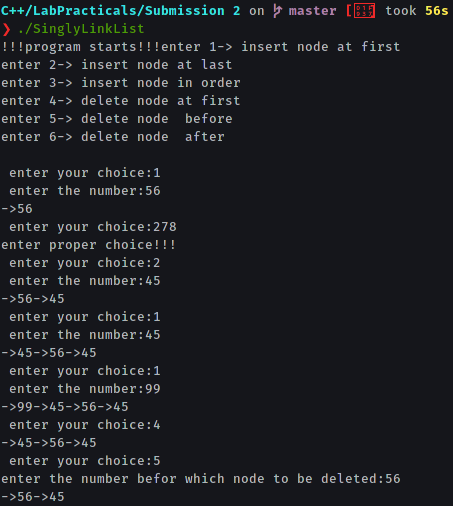 C++/LabPracticals/Submission 2 on master [] took 56s
❯ ./SinglyLinkList
!!!program starts!!!enter 1-> insert node at first
enter 2-> insert node at last
enter 3-> insert node in order
enter 4-> delete node at first
enter 5-> delete node  before
enter 6-> delete node  after
enter your choice:1
enter the number:56
->56
enter your choice:278
enter proper choice!!!
enter your choice:2
enter the number:45
->56->45
enter your choice:1
enter the number:45
->45->56->45
enter your choice:1
enter the number:99
->99->45->56->45
enter your choice:4
->45->56->45
enter your choice:5
enter the number befor which node to be deleted:56
->56->45